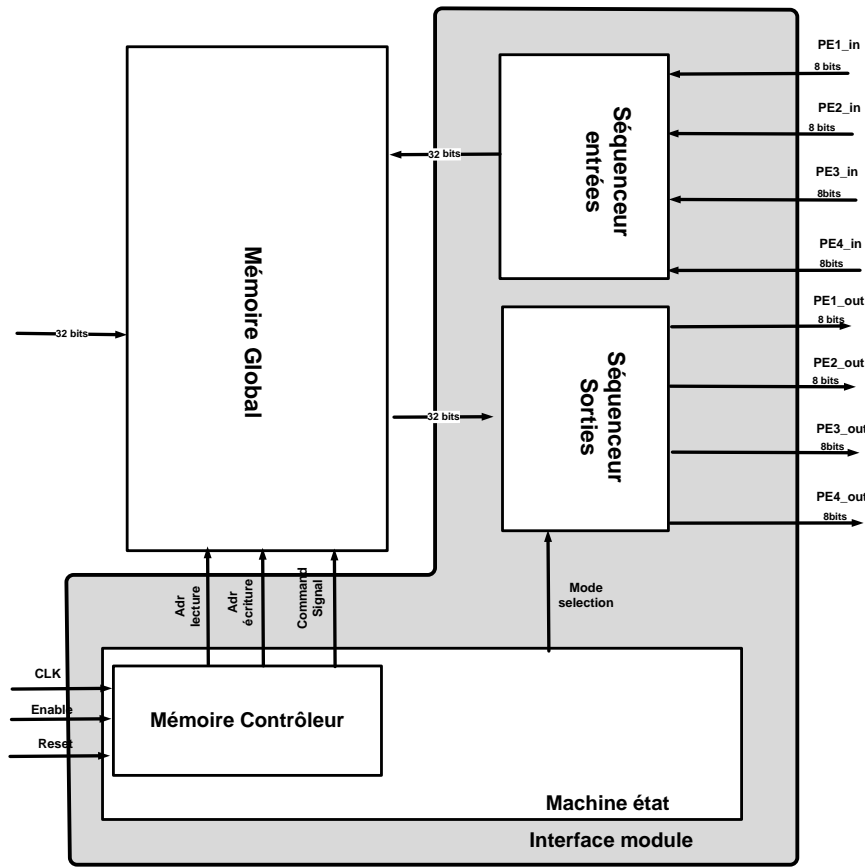 PE1_in
8 bits
PE2_in
8 bits
PE3_in
8bits
PE4_in
8bits
Séquenceur
entrées
32 bits
Mémoire Global
32 bits
32 bits
Séquenceur
Sorties
PE1_out
8 bits
PE2_out
8 bits
PE3_out
8bits
PE4_out
8bits
Adr
lecture
Adr
écriture
Command
Signal
Mode
selection
CLK
Enable
Reset
Mémoire Contrôleur
Machine état
Interface module